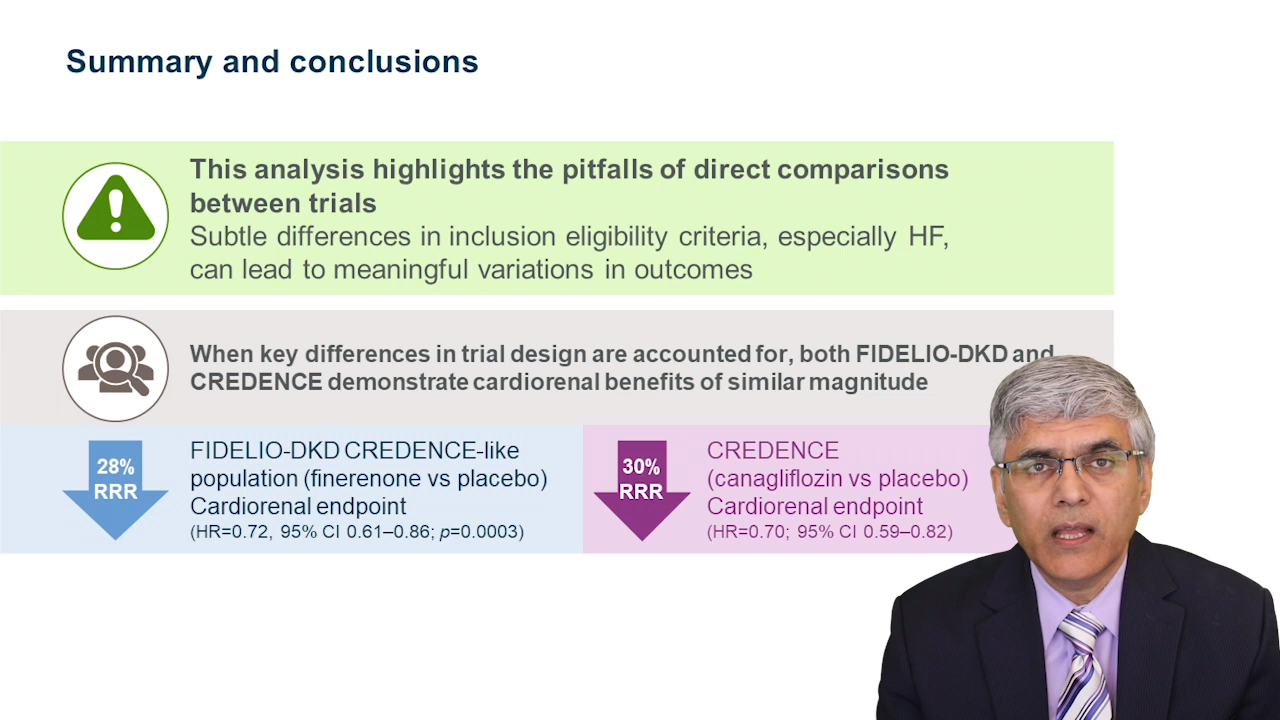 Summary and conclusions
This analysis highlights the pitfalls of direct comparisons
between trials
Subtle differences in inclusion eligibility criteria, especially HF,
can lead to meaningful variations in outcomes
When key differences in trial design are accounted for, both FIDELIO-DKD and
CREDENCE demonstrate cardiorenal benefits of similar magnitude
28%
RRR
FIDELIO-DKD CREDENCE-like
population (finerenone vs placebo)
Cardiorenal endpoint
(HR=0.72, 95% CI 0.61–0.86; p=0.0003)
30%
RRR
CREDENCE
(canagliflozin vs placebo)
Cardiorenal endpoint
(HR=0.70; 95% CI 0.59–0.82)